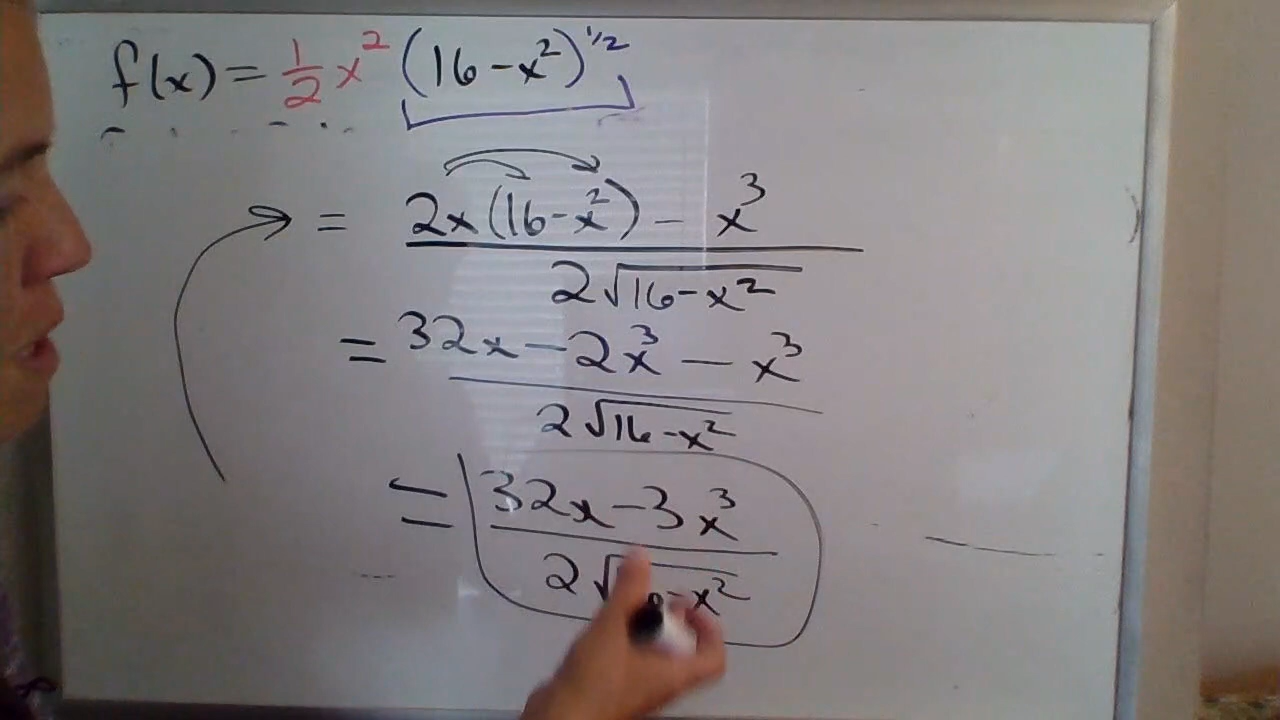 f(x) = 1/2 x² (16 - x²)^1/2
= 2x(16 - x²) - x³
2√16 - x²
= 32x - 2x³ - x³
2√16 - x²
= 32x - 3x³
2√16 - x²